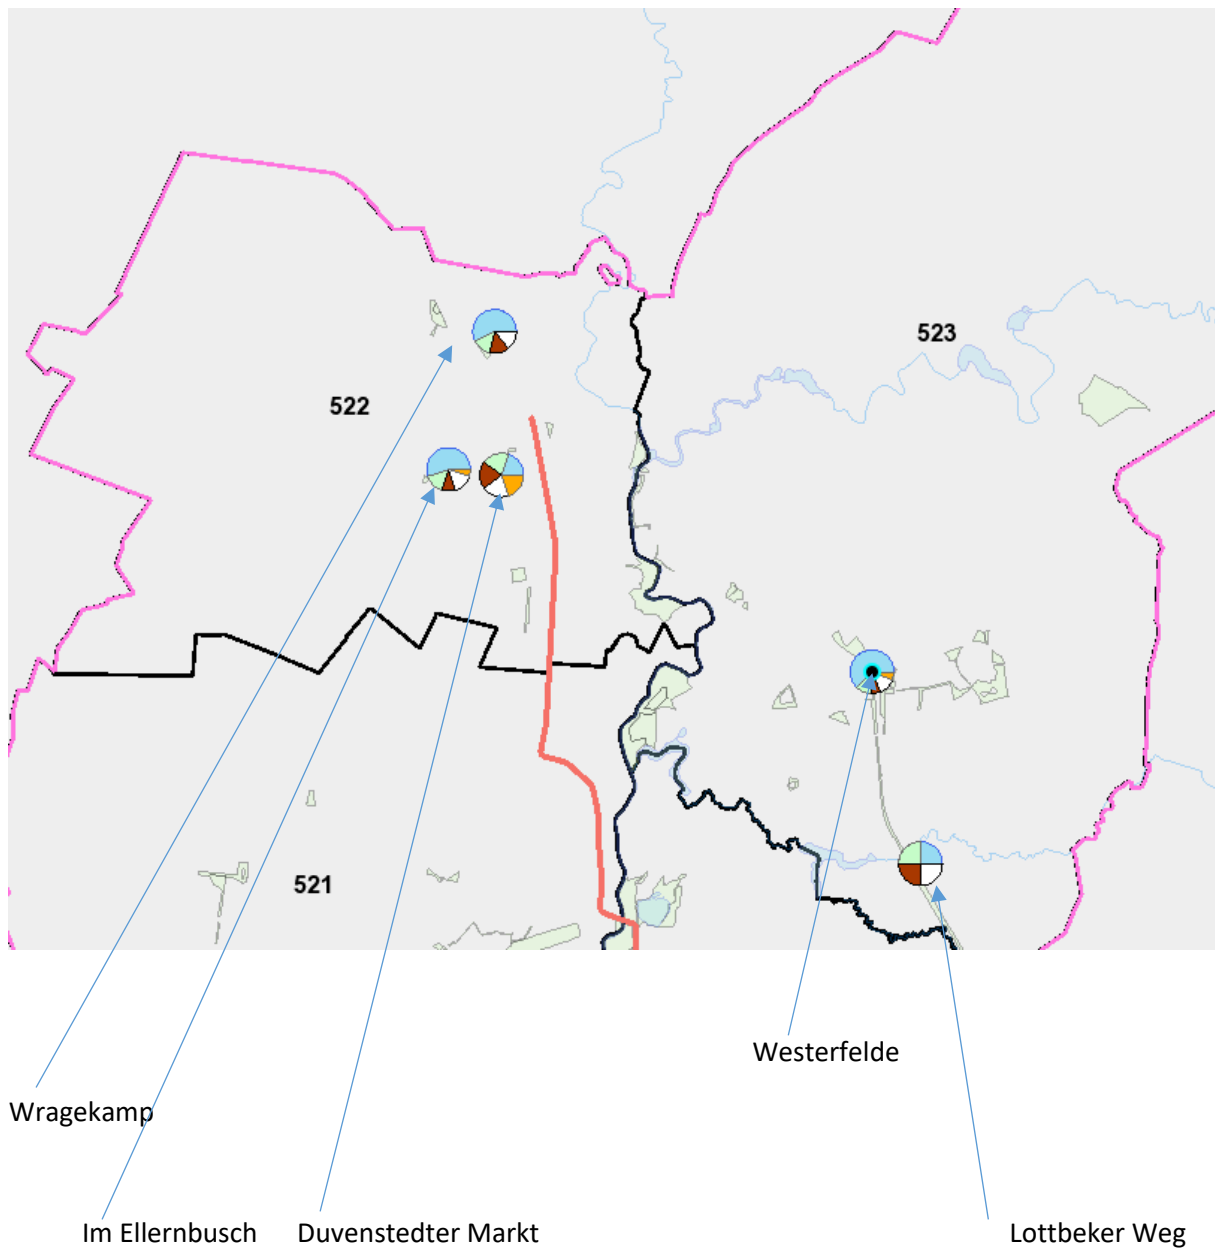 523
522
521
Westerfelde
Wragekamp
Im Ellernbusch
Duvenstedter Markt
Lottbeker Weg